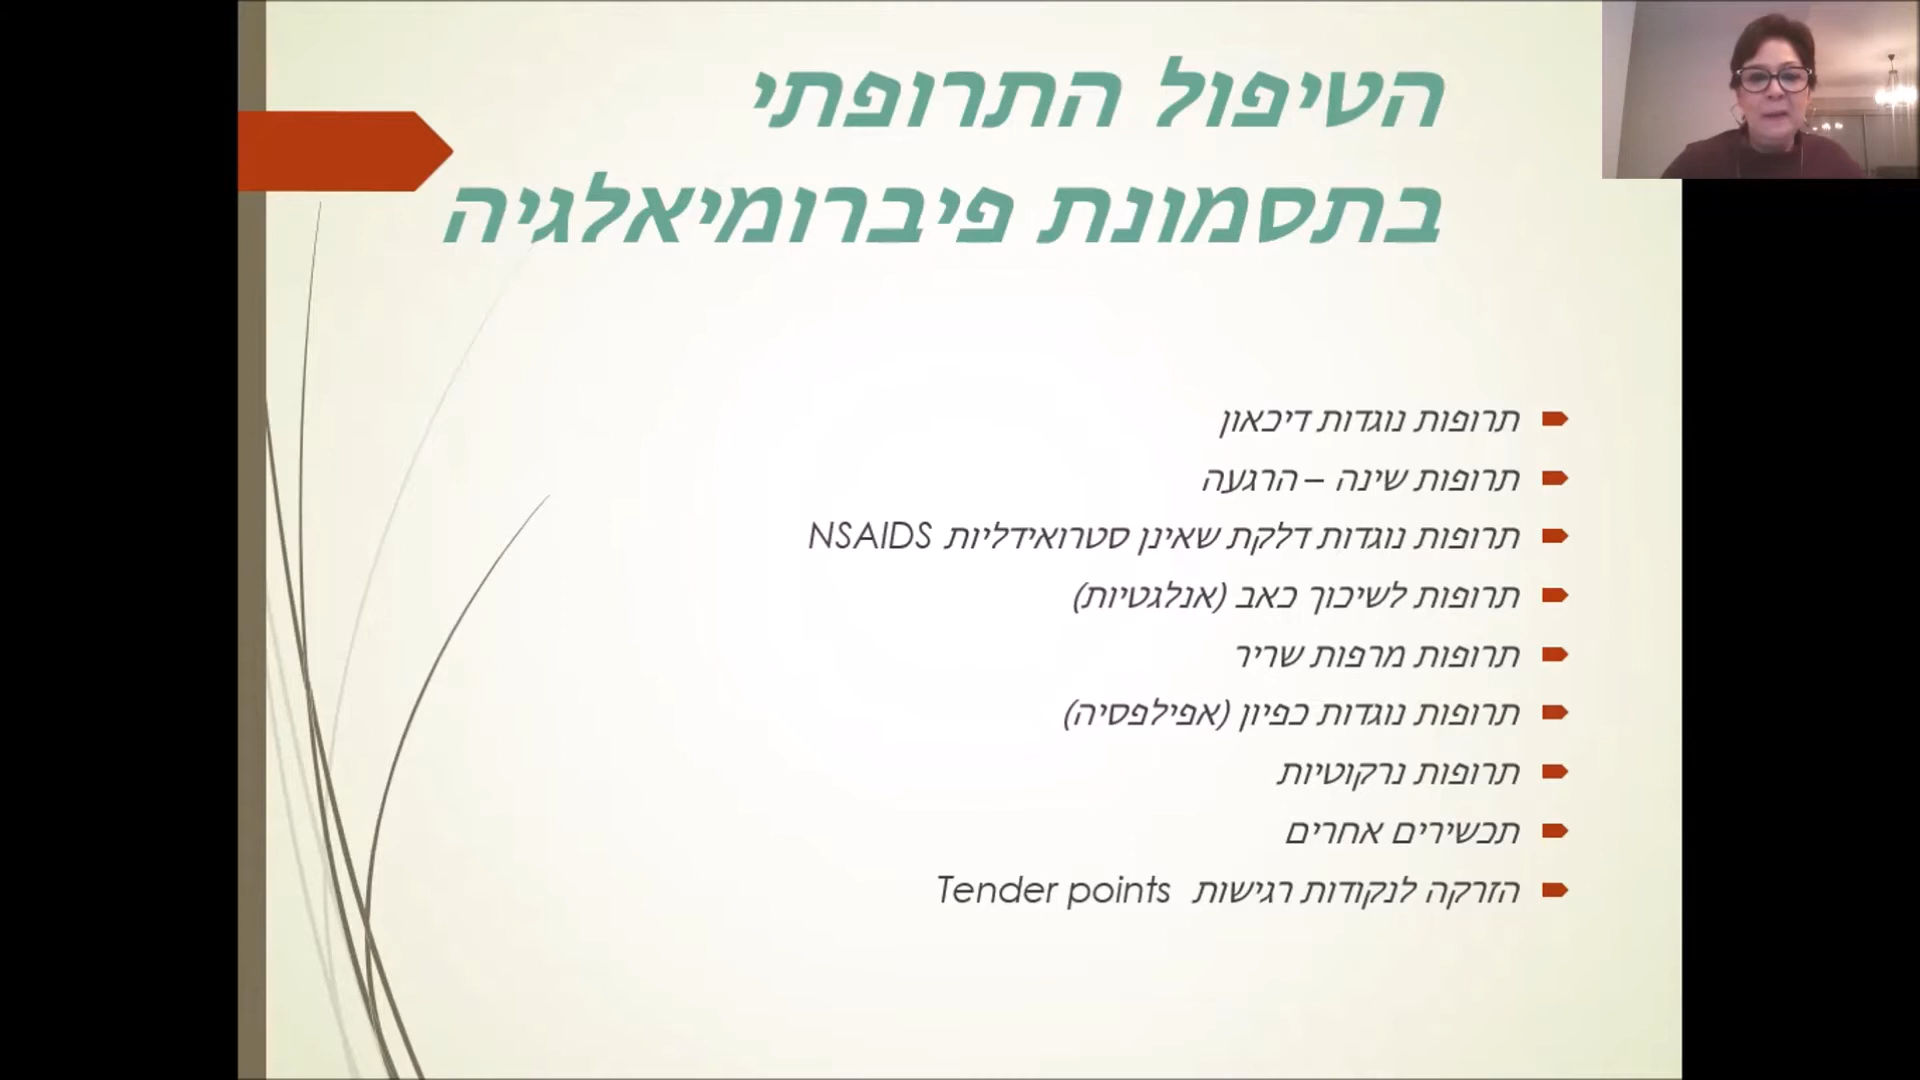 הטיפול התרופתי
בתסמונת פיברומיאלגיה
תרופות נוגדות דיכאון
תרופות שינה – הרגעה
תרופות נוגדות דלקת שאינן סטרואידליות NSAIDS
תרופות לשיכוך כאב (אנלגטיות)
תרופות מרפות שריר
תרופות נוגדות כפיון (אפילפסיה)
תרופות נרקוטיות
תכשירים אחרים
הזרקה לנקודות רגישות Tender points